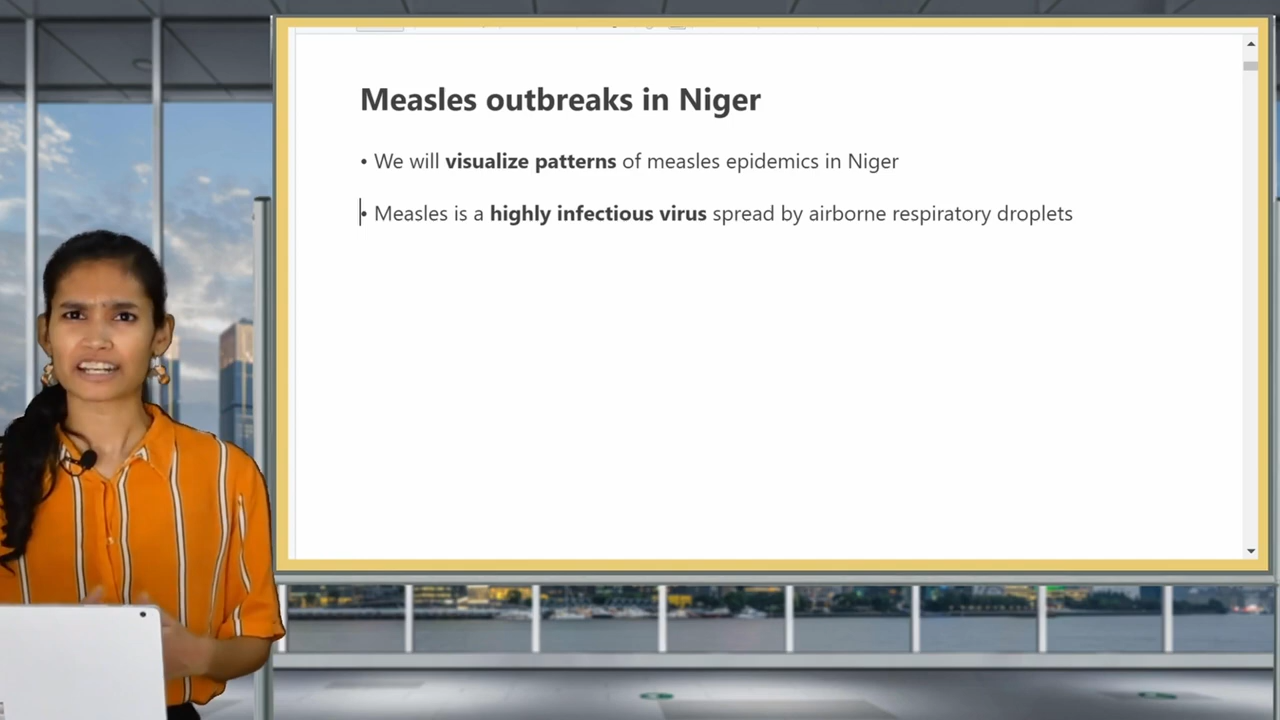 Measles outbreaks in Niger
• We will visualize patterns of measles epidemics in Niger
• Measles is a highly infectious virus spread by airborne respiratory droplets